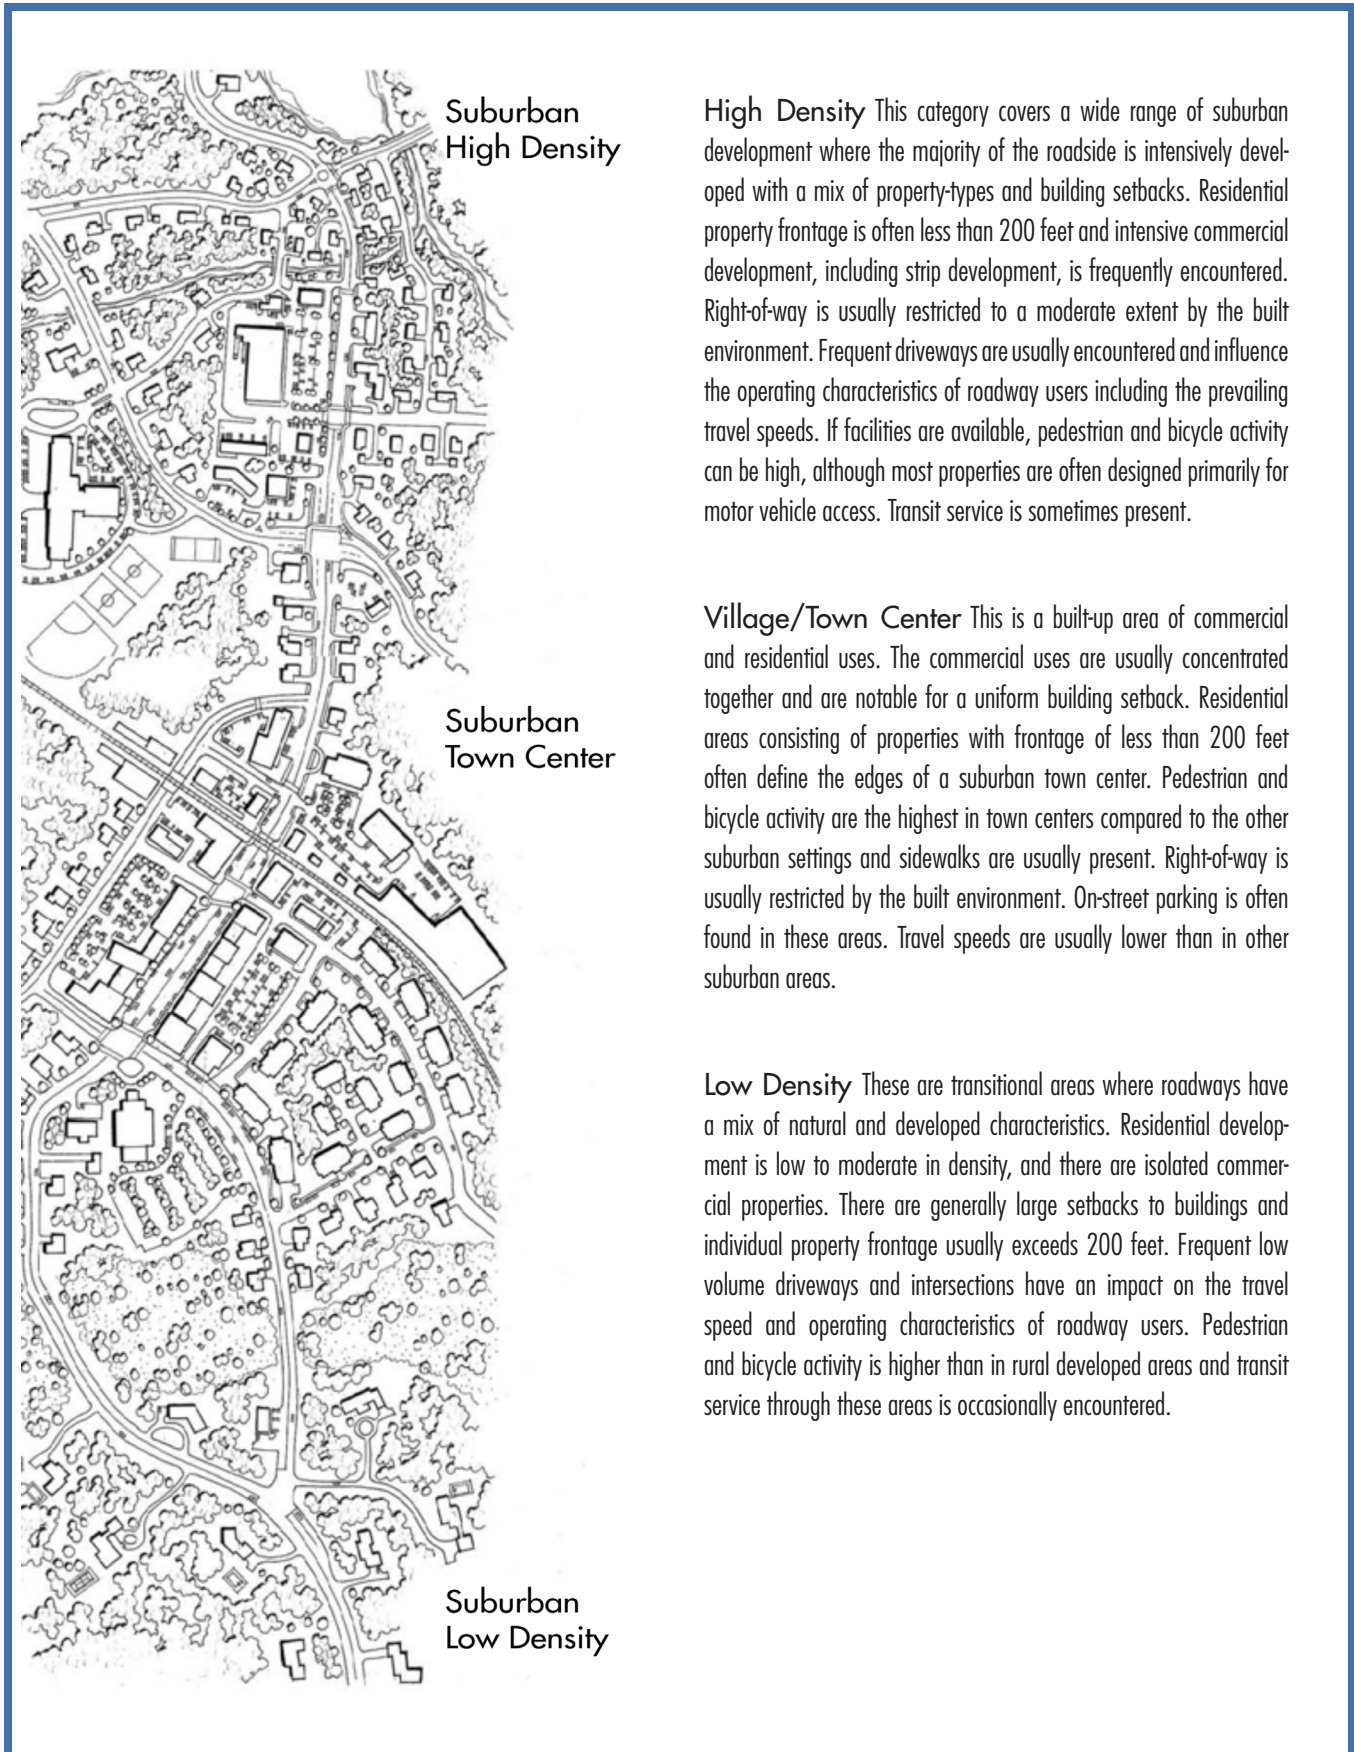 Suburban
High Density
High Density This category covers a wide range of suburban
development where the majority of the roadside is intensively devel-
oped with a mix of property-types and building setbacks. Residential
property frontage is often less than 200 feet and intensive commercial
development, including strip development, is frequently encountered.
Right-of-way is usually restricted to a moderate extent by the built
environment. Frequent driveways are usually encountered and influence
the operating characteristics of roadway users including the prevailing
travel speeds. If facilities are available, pedestrian and bicycle activity
can be high, although most properties are often designed primarily for
motor vehicle access. Transit service is sometimes present.
Suburban
Town Center
Village/Town Center This is a built-up area of commercial
and residential uses. The commercial uses are usually concentrated
together and are notable for a uniform building setback. Residential
areas consisting of properties with frontage of less than 200 feet
often define the edges of a suburban town center. Pedestrian and
bicycle activity are the highest in town centers compared to the other
suburban settings and sidewalks are usually present. Right-of-way is
usually restricted by the built environment. On-street parking is often
found in these areas. Travel speeds are usually lower than in other
suburban areas.
Low Density These are transitional areas where roadways have
a mix of natural and developed characteristics. Residential develop-
ment is low to moderate in density, and there are isolated commer-
cial properties. There are generally large setbacks to buildings and
individual property frontage usually exceeds 200 feet. Frequent low
volume driveways and intersections have an impact on the travel
speed and operating characteristics of roadway users. Pedestrian
and bicycle activity is higher than in rural developed areas and transit
service through these areas is occasionally encountered.
Suburban
Low Density